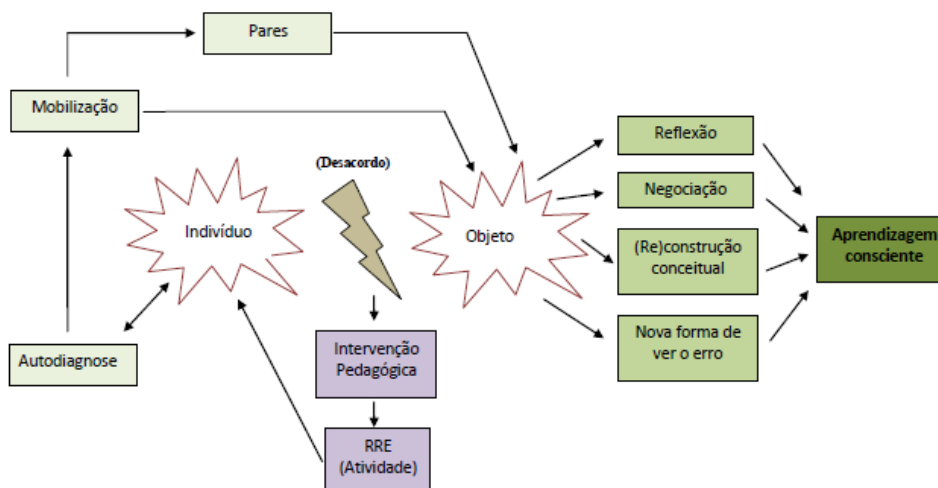 Pares
Mobilização
(Desacordo)
Indivíduo
Objeto
Reflexão
Negociação
(Re)construção
conceitual
Nova forma de
ver o erro
Aprendizagem
consciente
Autodiagnose
Intervenção
Pedagógica
RRE
(Atividade)